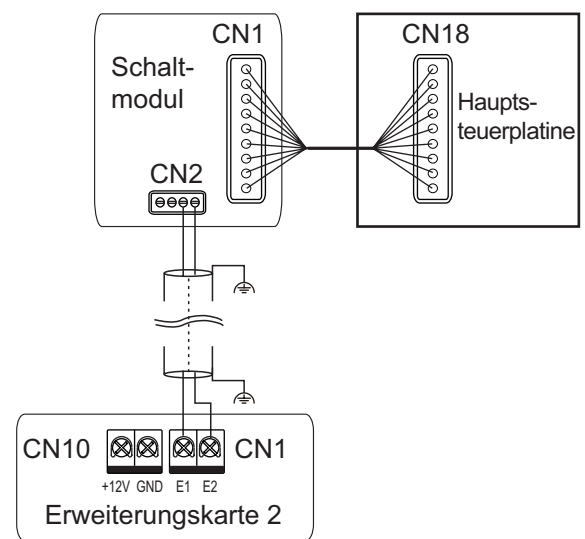 CN1
CN18
Schalt-
modul
Haupts-
teuerplatine
CN2
CN10
CN1
+12V GND E1 E2
Erweiterungskarte 2